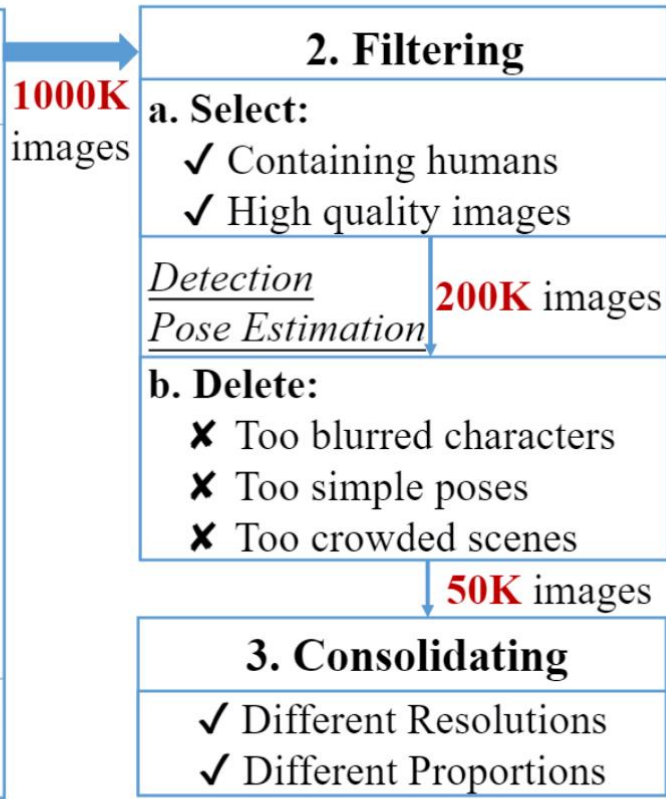 1000K
images
2. Filtering
a. Select:
✓ Containing humans
✓ High quality images
Detection
Pose Estimation
200K images
b. Delete:
✘ Too blurred characters
✘ Too simple poses
✘ Too crowded scenes
50K images
3. Consolidating
✓ Different Resolutions
✓ Different Proportions